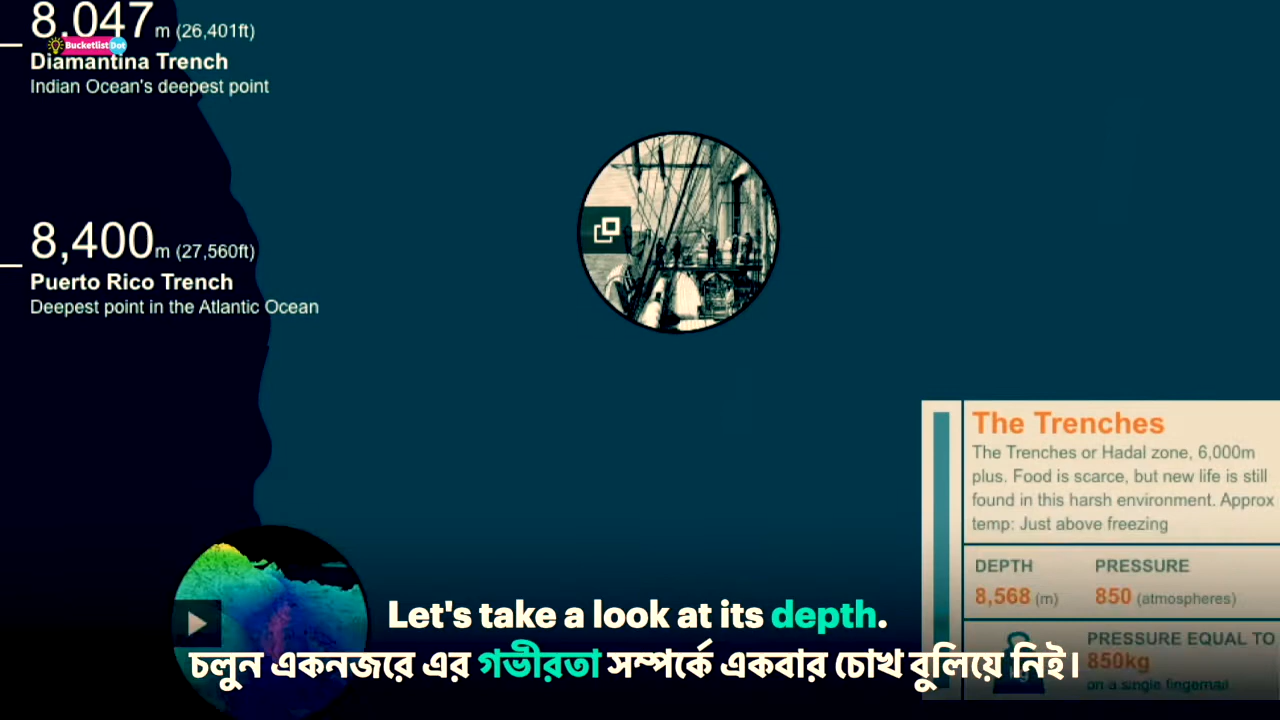 8,047m (26,401ft)
BucketlistDot
Diamantina Trench
Indian Ocean's deepest point
8,400m (27,560ft)
Puerto Rico Trench
Deepest point in the Atlantic Ocean
The Trenches
The Trenches or Hadal zone, 6,000m
plus. Food is scarce, but new life is still
found in this harsh environment. Approx
temp: Just above freezing
DEPTH PRESSURE
8,568 (m) 850 (atmospheres)
PRESSURE EQUAL TO
850kg
on a single fingernail
Let's take a look at its depth.
চলুন একনজরে এর গভীরতা সম্পর্কে একবার চোখ বুলিয়ে নিই।